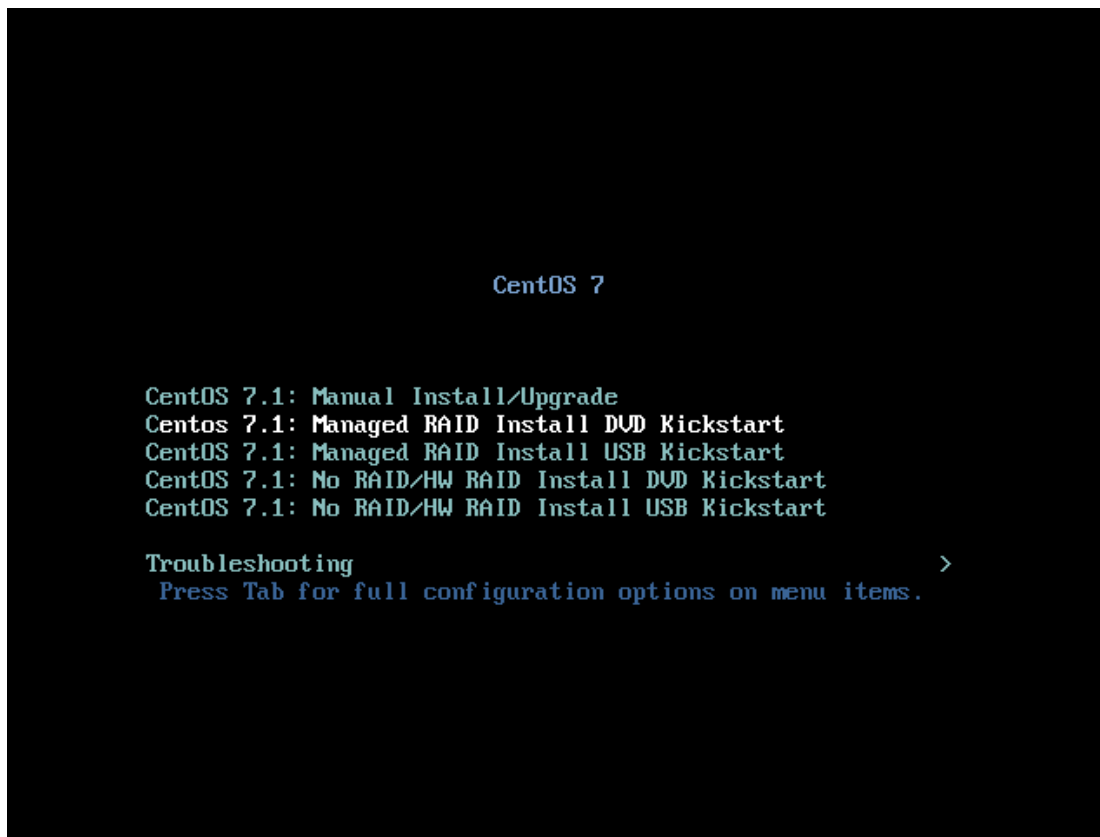 CentOS 7
CentOS 7.1: Manual Install/Upgrade
Centos 7.1: Managed RAID Install DVD Kickstart
CentOS 7.1: Managed RAID Install USB Kickstart
CentOS 7.1: No RAID/HW RAID Install DVD Kickstart
CentOS 7.1: No RAID/HW RAID Install USB Kickstart
Troubleshooting >
Press Tab for full configuration options on menu items.